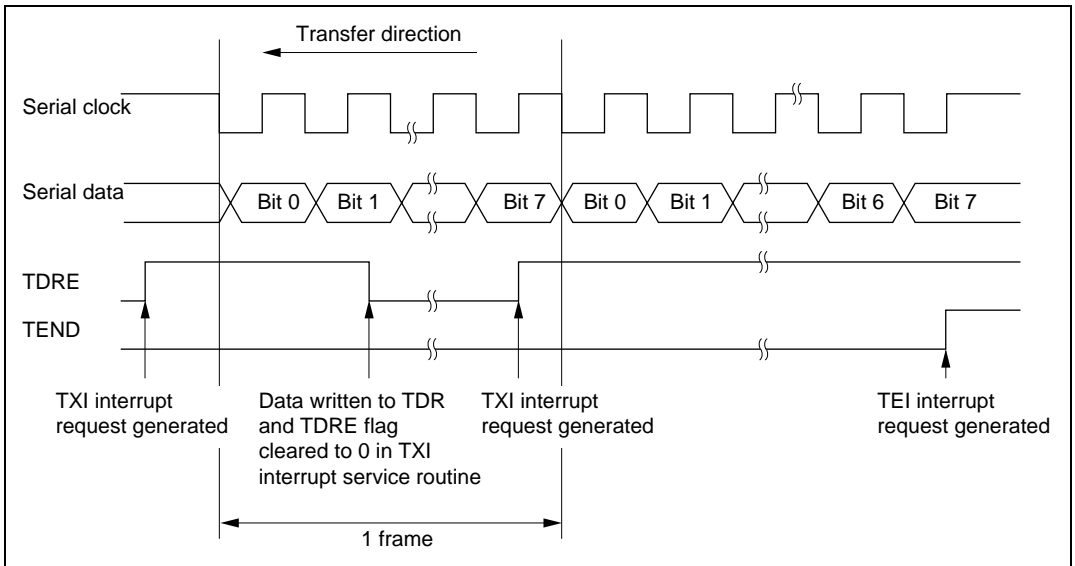 Transfer direction
Serial clock
Serial data
Bit 0
Bit 1
Bit 7
Bit 0
Bit 1
Bit 6
Bit 7
TDRE
TEND
TXI interrupt
request generated
Data written to TDR
and TDRE flag
cleared to 0 in TXI
interrupt service routine
TXI interrupt
request generated
TEI interrupt
request generated
1 frame